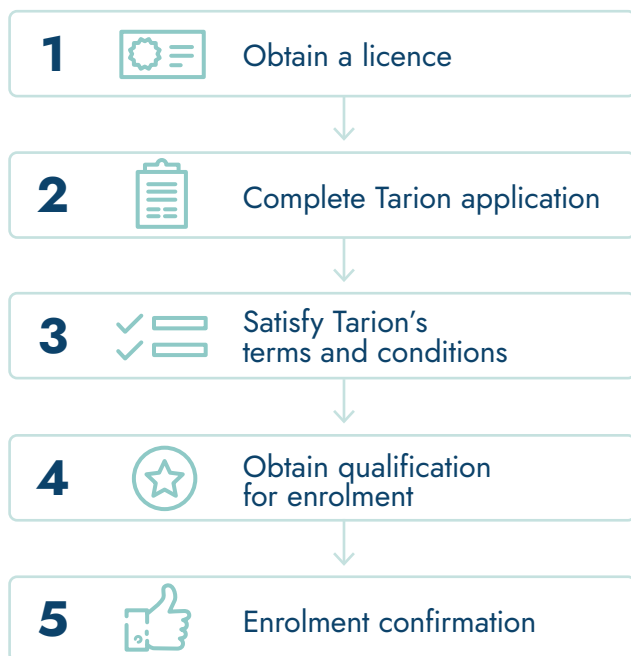 1
Obtain a licence
2
Complete Tarion application
3
Satisfy Tarion’s
terms and conditions
4
Obtain qualification
for enrolment
5
Enrolment confirmation